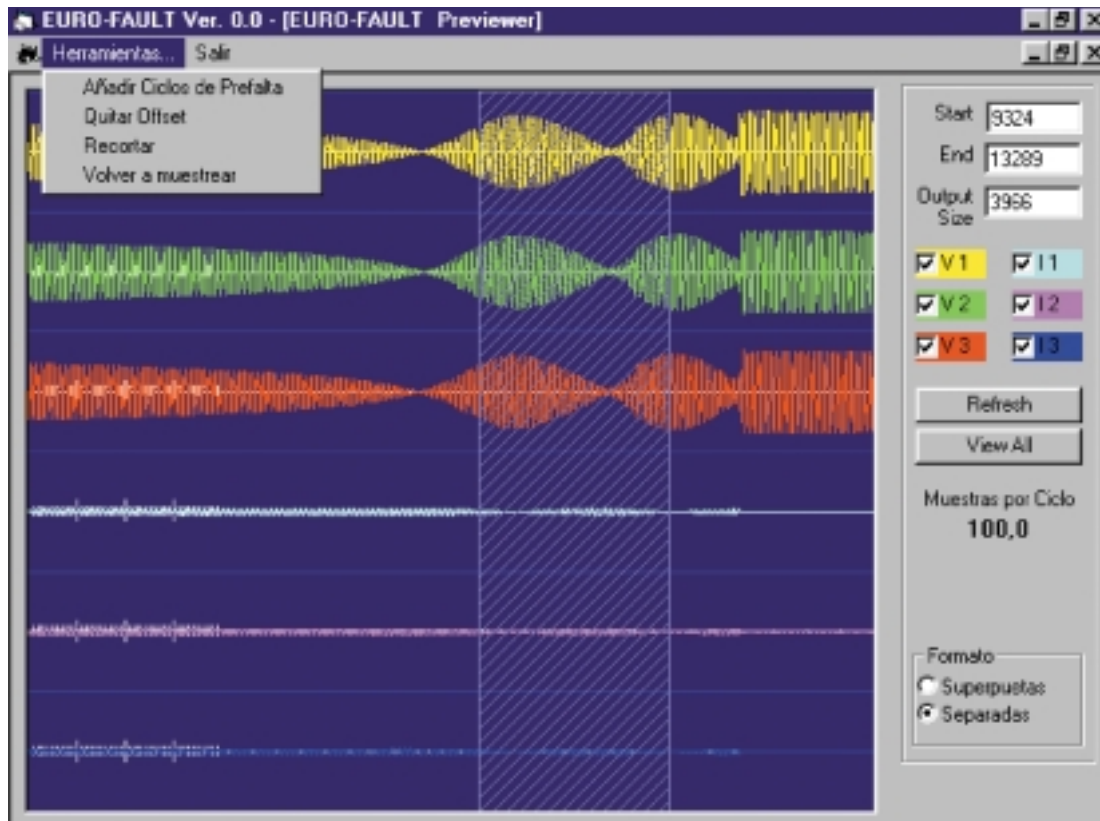 EURO-FAULT Ver. 0.0 - [EURO-FAULT Previewer]
Herramientas... Salir
Añadir Ciclos de Prefalta
Quitar Offset
Recortar
Volver a muestrear
Start 9324
End 13289
Output Size 3966
V 1 I 1
V 2 I 2
V 3 I 3
Refresh
View All
Muestras por Ciclo
100,0
Formato
Superpuetas
Separadas